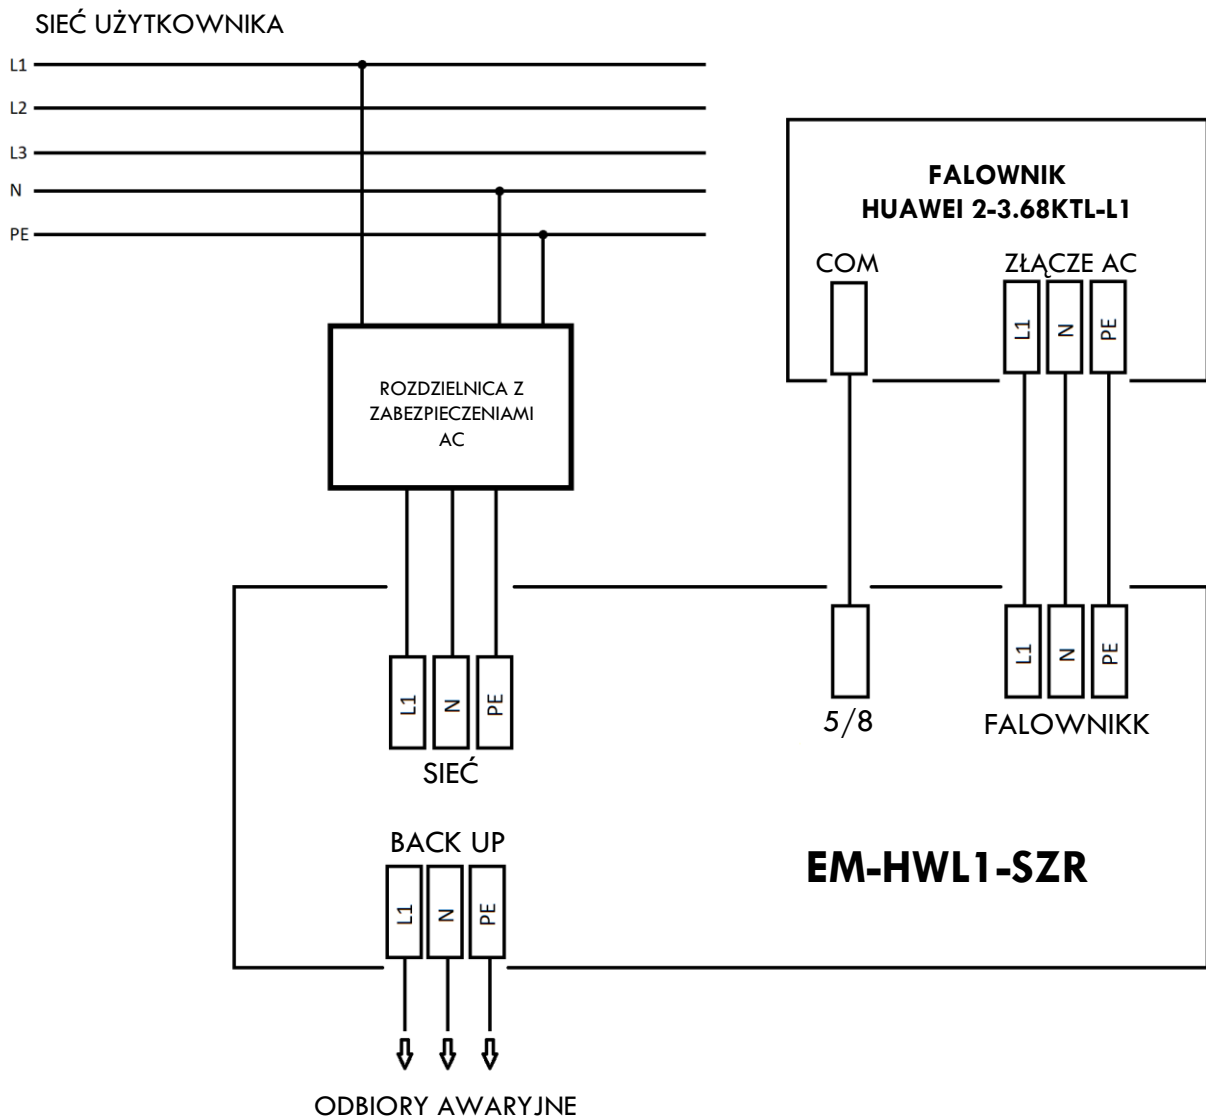 SIEĆ UŻYTKOWNIKA
L1
L2
L3
N
PE
FALOWNIK
HUAWEI 2-3.68KTL-L1
COM
ZŁĄCZE AC
L1
N
PE
ROZDZIELNICA Z
ZABEZPIECZENIAMI
AC
L1
N
PE
L1
N
PE
5/8
FALOWNIKK
SIEĆ
BACK UP
EM-HWL1-SZR
L1
N
PE
ODBIORY AWARYJNE